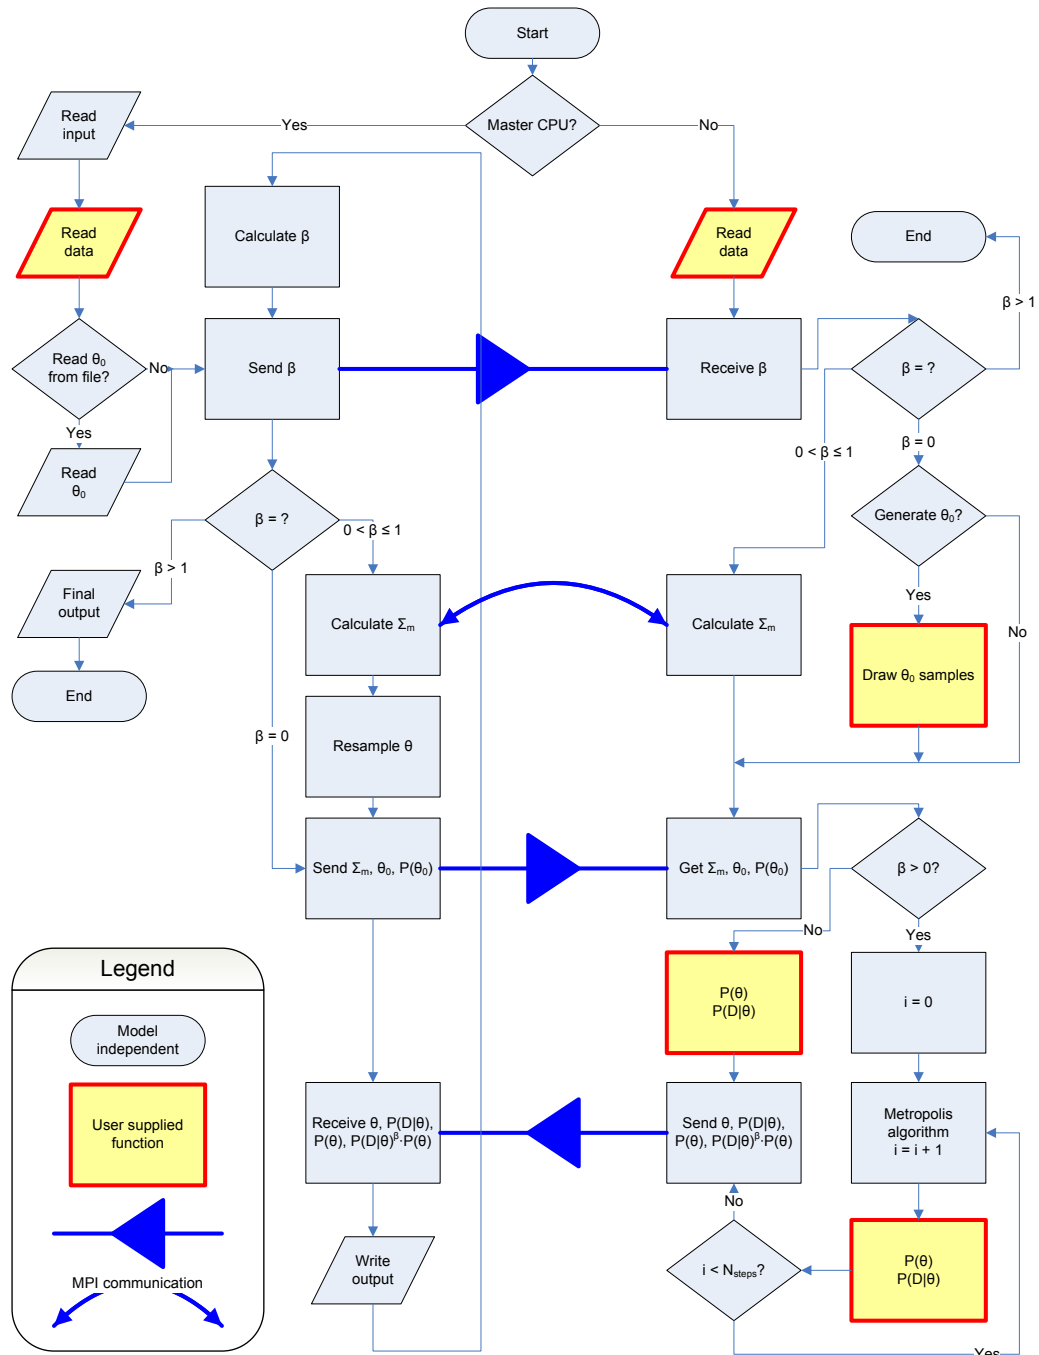 Start
Master CPU?
Yes
No
Read
input
Read
data
Calculate β
Read
data
End
β > 1
Read θ₀
from file?
No
Send β
Receive β
β = ?
Yes
0 < β ≤ 1
β = 0
Read
θ₀
β = ?
0 < β ≤ 1
Generate θ₀?
β > 1
Final
output
Calculate Σₘ
Calculate Σₘ
Yes
No
Draw θ₀ samples
End
β = 0
Resample θ
Send Σₘ, θ₀, P(θ₀)
Get Σₘ, θ₀, P(θ₀)
β > 0?
No
Yes
P(θ)
P(D|θ)
i = 0
Receive θ, P(D|θ),
P(θ), P(D|θ)ᵝ·P(θ)
Send θ, P(D|θ),
P(θ), P(D|θ)ᵝ·P(θ)
Metropolis
algorithm
i = i + 1
No
Write
output
i < Nsteps?
P(θ)
P(D|θ)
Yes
Legend
Model
independent
User supplied
function
MPI communication